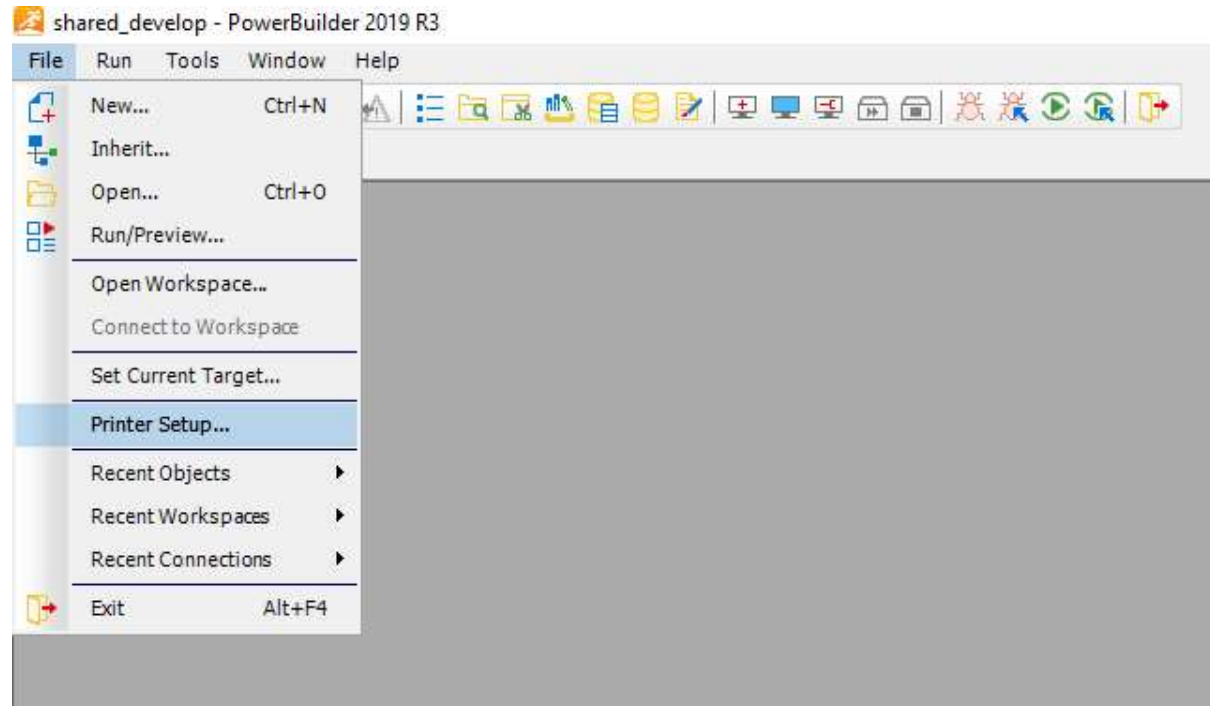 shared_develop - PowerBuilder 2019 R3
File Run Tools Window Help
New... Ctrl+N
Inherit...
Open... Ctrl+O
Run/Preview...
Open Workspace...
Connect to Workspace
Set Current Target...
Printer Setup...
Recent Objects
Recent Workspaces
Recent Connections
Exit Alt+F4